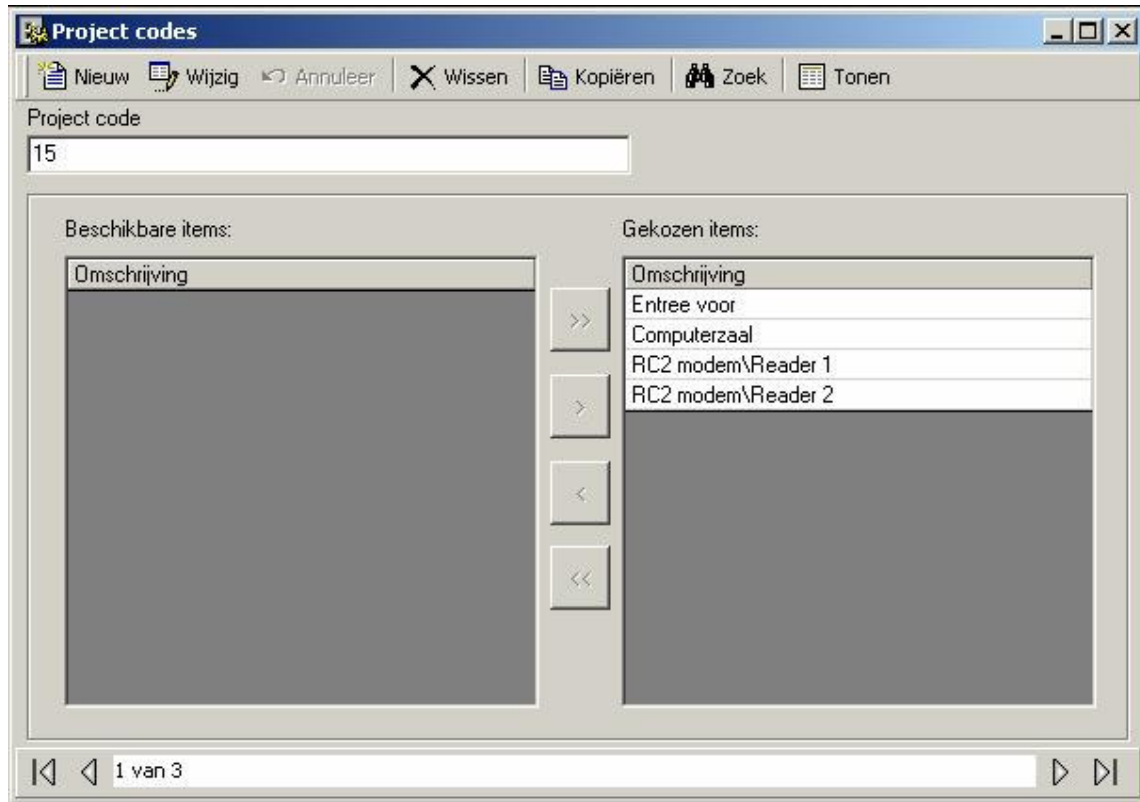 Project codes
Nieuw Wijzig Annuleer Wissen Kopiëren Zoek Tonen
Project code
15
Beschikbare items: Gekozen items:
Omschrijving Omschrijving
Entree voor
>> Computerzaal
RC2 modem\Reader 1
> RC2 modem\Reader 2
<
<<
1 van 3